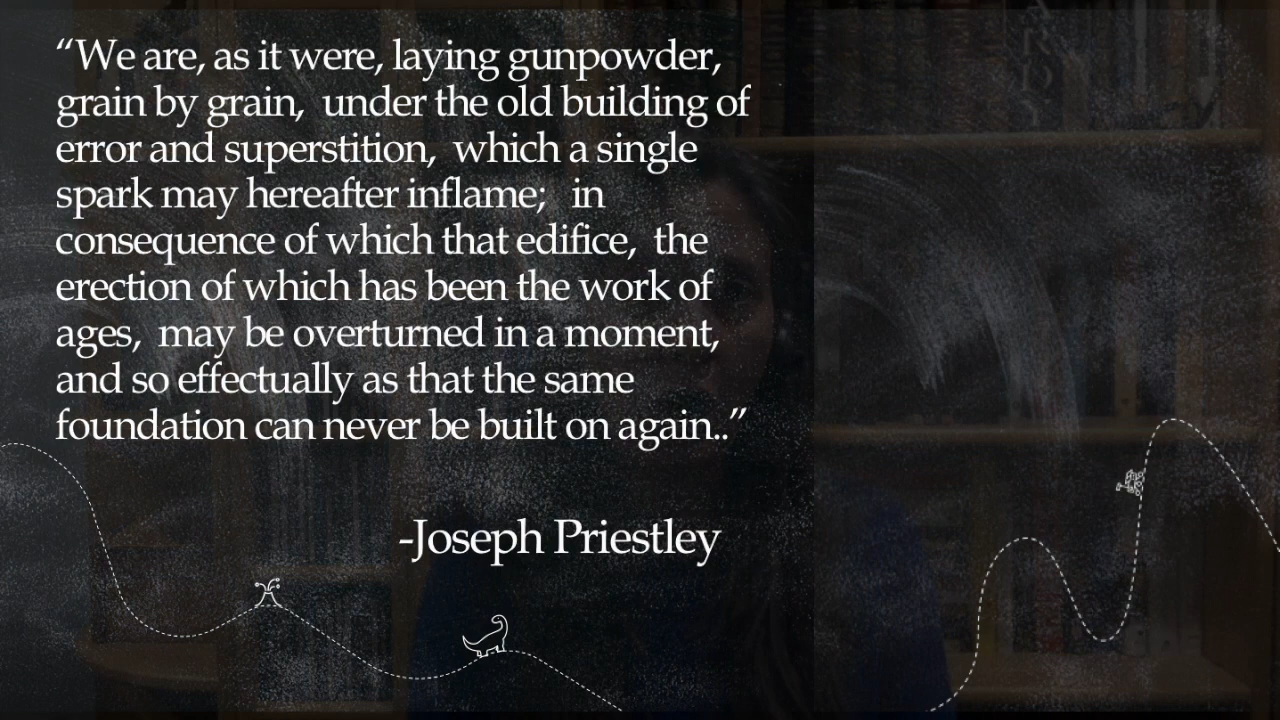 “We are, as it were, laying gunpowder,
grain by grain,  under the old building of
error and superstition,  which a single
spark may hereafter inflame;   in
consequence of which that edifice,  the
erection of which has been the work of
ages,  may be overturned in a moment,
and so effectually as that the same
foundation can never be built on again..”
-Joseph Priestley